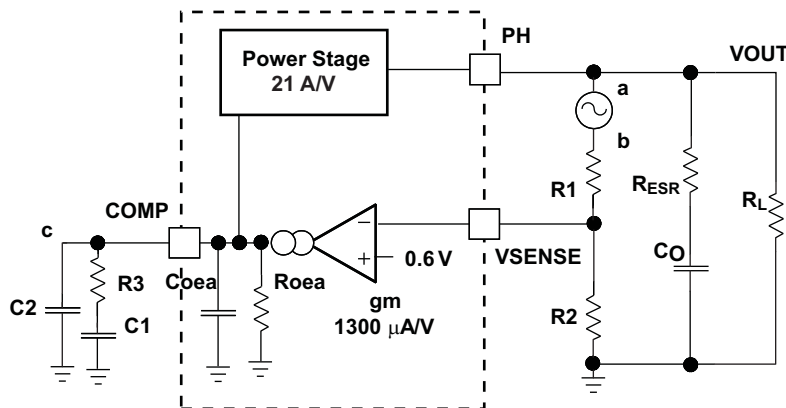 PH
VOUT
Power Stage
21 A/V
a
b
R1
RESR
RL
COMP
c
VSENSE
0.6 V
CO
Coea
Roea
R3
C2
C1
gm
1300 µA/V
R2
−
+